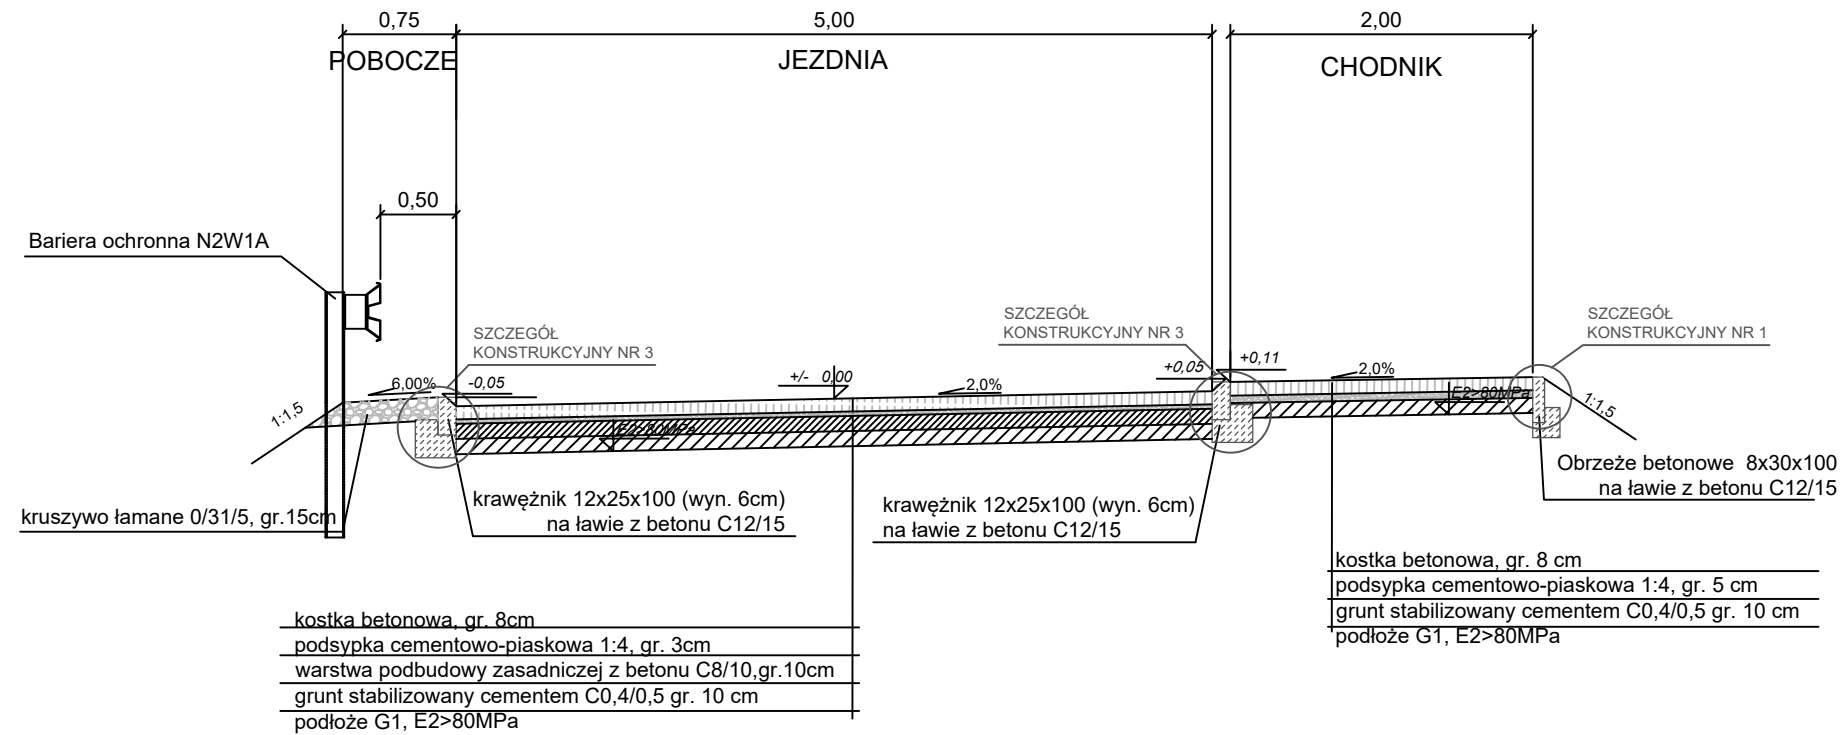 0,75
5,00
2,00
POBOCZE
JEZDNIA
CHODNIK
0,50
Bariera ochronna N2W1A
SZCZEGÓŁ
KONSTRUKCYJNY NR 3
SZCZEGÓŁ
KONSTRUKCYJNY NR 3
SZCZEGÓŁ
KONSTRUKCYJNY NR 1
1:1,5
6,00%
-0,05
+/- 0,00
2,0%
+0,05
+0,11
2,0%
E2>80MPa
E2>80MPa
1:1,5
kruszywo łamane 0/31/5, gr.15cm
krawężnik 12x25x100 (wyn. 6cm)
na ławie z betonu C12/15
krawężnik 12x25x100 (wyn. 6cm)
na ławie z betonu C12/15
Obrzeże betonowe 8x30x100
na ławie z betonu C12/15
kostka betonowa, gr. 8cm
podsypka cementowo-piaskowa 1:4, gr. 3cm
warstwa podbudowy zasadniczej z betonu C8/10,gr.10cm
grunt stabilizowany cementem C0,4/0,5 gr. 10 cm
podłoże G1, E2>80MPa
kostka betonowa, gr. 8 cm
podsypka cementowo-piaskowa 1:4, gr. 5 cm
grunt stabilizowany cementem C0,4/0,5 gr. 10 cm
podłoże G1, E2>80MPa